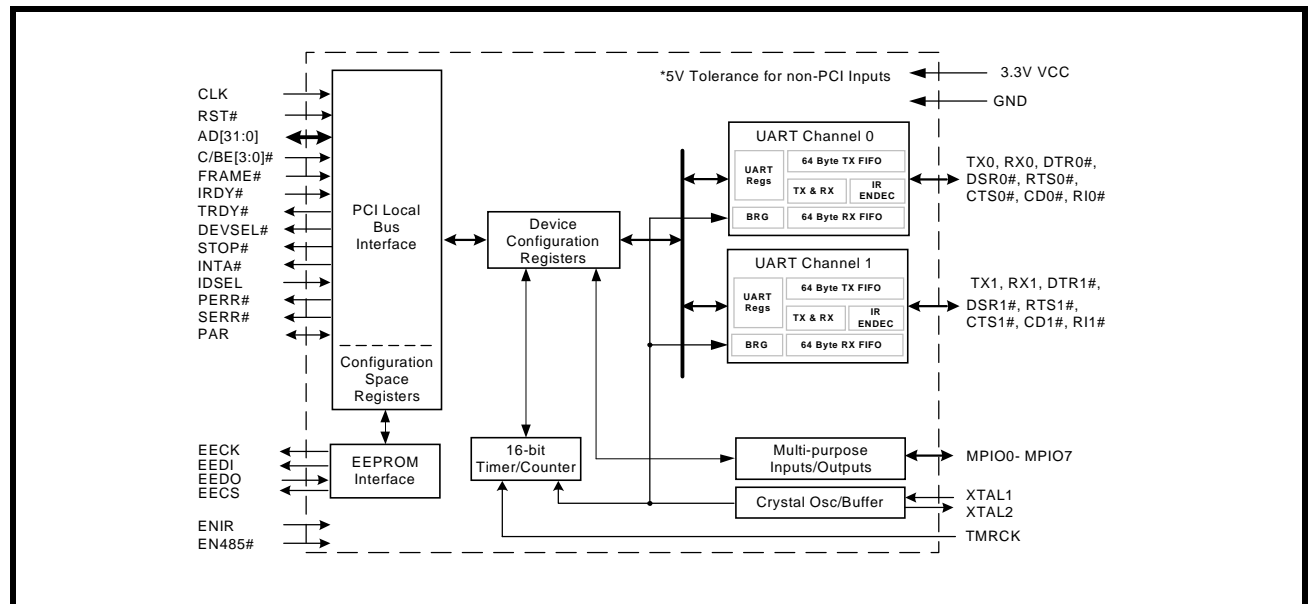 *5V Tolerance for non-PCI Inputs
3.3V VCC
GND
CLK
RST#
AD[31:0]
C/BE[3:0]#
FRAME#
IRDY#
TRDY#
DEVSEL#
STOP#
INTA#
IDSEL
PERR#
SERR#
PAR
PCI Local
Bus
Interface
Configuration
Space
Registers
EECK
EEDI
EEDO
EECS
EEPROM
Interface
ENIR
EN485#
Device
Configuration
Registers
16-bit
Timer/Counter
UART Channel 0
UART
Regs
64 Byte TX FIFO
TX & RX
IR
ENDEC
BRG
64 Byte RX FIFO
TX0, RX0, DTR0#,
DSR0#, RTS0#,
CTS0#, CD0#, RI0#
UART Channel 1
UART
Regs
64 Byte TX FIFO
TX & RX
IR
ENDEC
BRG
64 Byte RX FIFO
TX1, RX1, DTR1#,
DSR1#, RTS1#,
CTS1#, CD1#, RI1#
Multi-purpose
Inputs/Outputs
MPIO0- MPIO7
Crystal Osc/Buffer
XTAL1
XTAL2
TMRCK